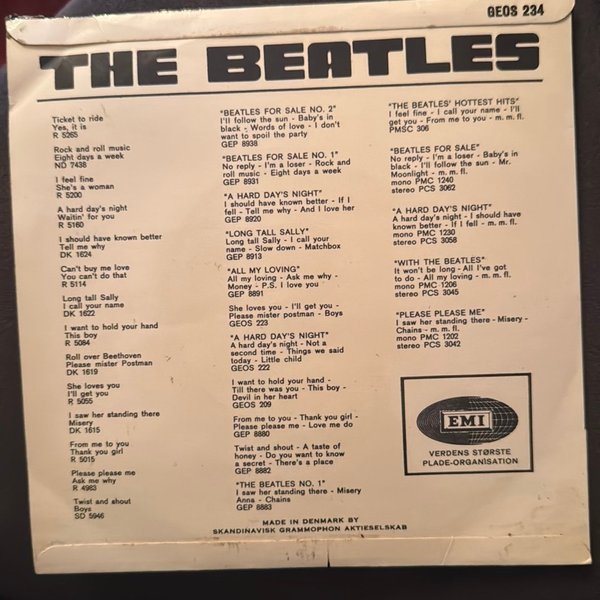 GEOS 234
THE BEATLES
Ticket to ride
Yes, it is
R 5265
Rock and roll music
Eight days a week
ND 7438
I feel fine
She's a woman
R 5200
A hard day's night
Waitin' for you
R 5160
I should have known better
Tell me why
DK 1624
Can't buy me love
You can't do that
R 5114
Long tall Sally
I call your name
DK 1622
I want to hold your hand
This boy
R 5084
Roll over Beethoven
Please mister Postman
DK 1619
She loves you
I'll get you
R 5055
I saw her standing there
Misery
DK 1615
From me to you
Thank you girl
R 5015
Please please me
Ask me why
R 4983
Twist and shout
Boys
SD 5946
"BEATLES FOR SALE NO. 2"
I'll follow the sun - Baby's in
black - Words of love - I don't
want to spoil the party
GEP 8938
"BEATLES FOR SALE NO. 1"
No reply - I'm a loser - Rock and
roll music - Eight days a week
GEP 8931
"A HARD DAY'S NIGHT"
I should have known better - If I
fell - Tell me why - And I love her
GEP 8920
"LONG TALL SALLY"
Long tall Sally - I call your
name - Slow down - Matchbox
GEP 8913
"ALL MY LOVING"
All my loving - Ask me why -
Money - P.S. I love you
GEP 8891
She loves you - I'll get you -
Please mister postman - Boys
GEOS 223
"A HARD DAY'S NIGHT"
A hard day's night - Not a
second time - Things we said
today - Little child
GEOS 222
I want to hold your hand -
Till there was you - This boy -
Devil in her heart
GEOS 209
From me to you - Thank you girl -
Please please me - Love me do
GEP 8880
Twist and shout - A taste of
honey - Do you want to know
a secret - There's a place
GEP 8882
"THE BEATLES NO. 1"
I saw her standing there - Misery
Anna - Chains
GEP 8883
"THE BEATLES' HOTTEST HITS"
I feel fine - I call your name - I'll
get you - From me to you - m. m. fl.
PMSC 306
"BEATLES FOR SALE"
No reply - I'm a loser - Baby's in
black - I'll follow the sun - Mr.
Moonlight - m. m. fl.
mono PMC 1240
stereo PCS 3062
"A HARD DAY'S NIGHT"
A hard day's night - I should have
known better - If I fell - m. m. fl.
mono PMC 1230
stereo PCS 3058
"WITH THE BEATLES"
It won't be long - All I've got
to do - All my loving - m. m. fl.
mono PMC 1206
stereo PCS 3045
"PLEASE PLEASE ME"
I saw her standing there - Misery -
Chains - m. m. fl.
mono PMC 1202
stereo PCS 3042
EMI
VERDENS STØRSTE
PLADE-ORGANISATION
MADE IN DENMARK BY
SKANDINAVISK GRAMMOPHON AKTIESELSKAB